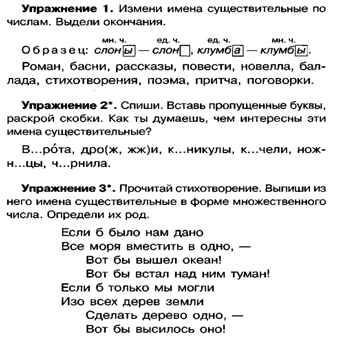 Упражнение 1. Измени имена существительные по
числам. Выдели окончания.
мн. ч. ед. ч. ед. ч. мн. ч.
Образец: слоны — слон, клумба — клумбы.
Роман, басни, рассказы, повести, новелла, бал-
лада, стихотворения, поэма, притча, поговорки.
Упражнение 2*. Спиши. Вставь пропущенные буквы,
раскрой скобки. Как ты думаешь, чем интересны эти
имена существительные?
В...ро́та, дро(ж, жж)и, к...никулы, к...чели, нож-
н...цы, ч...рнила.
Упражнение 3*. Прочитай стихотворение. Выпиши из
него имена существительные в форме множественного
числа. Определи их род.
Если б было нам дано
Все моря вместить в одно, —
Вот бы вышел океан!
Вот бы встал над ним туман!
Если б только мы могли
Изо всех дерев земли
Сделать дерево одно, —
Вот бы высилось оно!